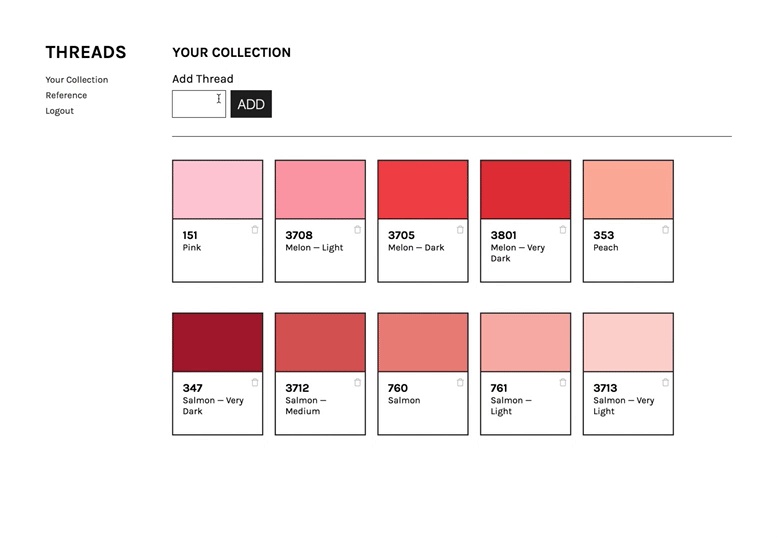 THREADS
Your Collection
Reference
Logout
YOUR COLLECTION
Add Thread
ADD
151
Pink
3708
Melon — Light
3705
Melon — Dark
3801
Melon — Very
Dark
353
Peach
347
Salmon — Very
Dark
3712
Salmon —
Medium
760
Salmon
761
Salmon —
Light
3713
Salmon — Very
Light